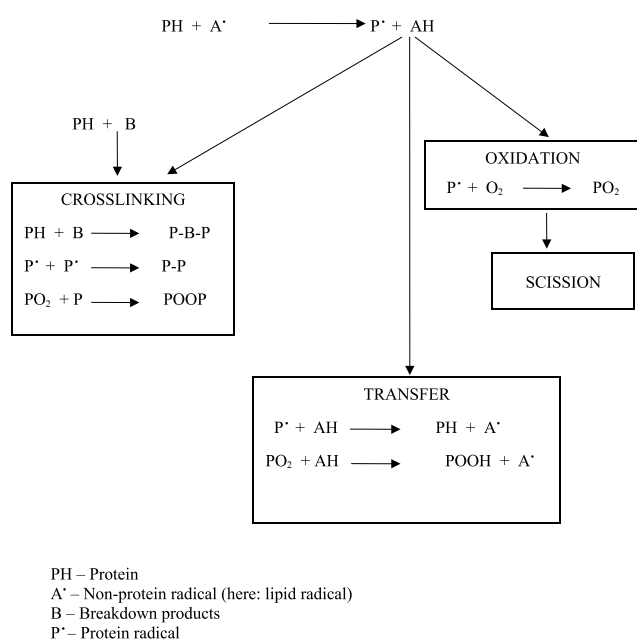 PH + A• ⟶ P• + AH
PH + B
OXIDATION
P• + O₂ ⟶ PO₂
CROSSLINKING
PH + B ⟶ P-B-P
P• + P• ⟶ P-P
PO₂ + P ⟶ POOP
SCISSION
TRANSFER
P• + AH ⟶ PH + A•
PO₂ + AH ⟶ POOH + A•
PH – Protein
A• – Non-protein radical (here: lipid radical)
B – Breakdown products
P• – Protein radical